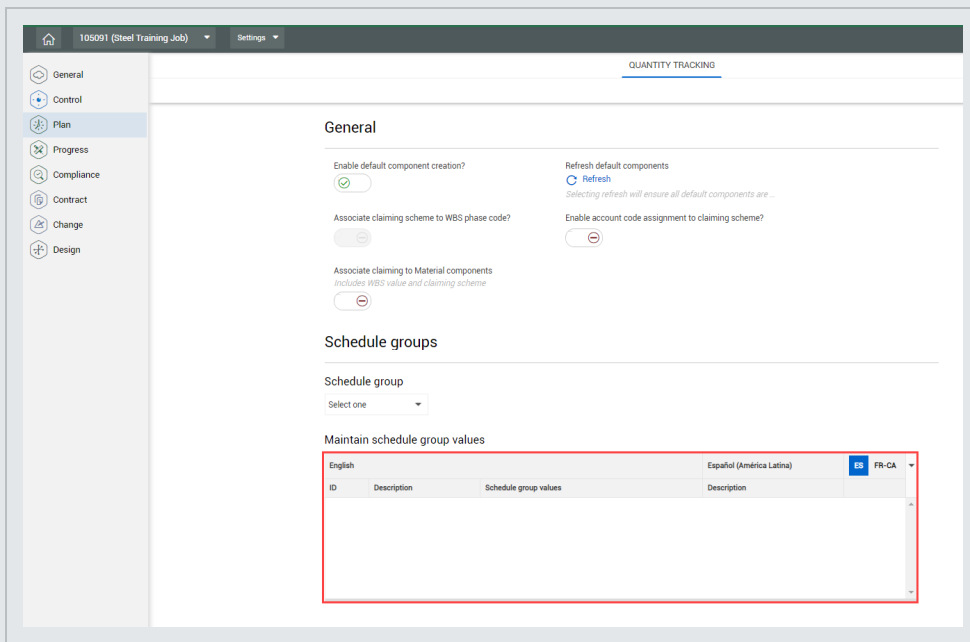 105091 (Steel Training Job) Settings
General
Control
Plan
Progress
Compliance
Contract
Change
Design
QUANTITY TRACKING
General
Enable default component creation? Refresh default components
Refresh
Selecting refresh will ensure all default components are ...
Associate claiming scheme to WBS phase code? Enable account code assignment to claiming scheme?
Associate claiming to Material components
Includes WBS value and claiming scheme
Schedule groups
Schedule group
Select one
Maintain schedule group values
English Español (América Latina) ES FR-CA
ID Description Schedule group values Description